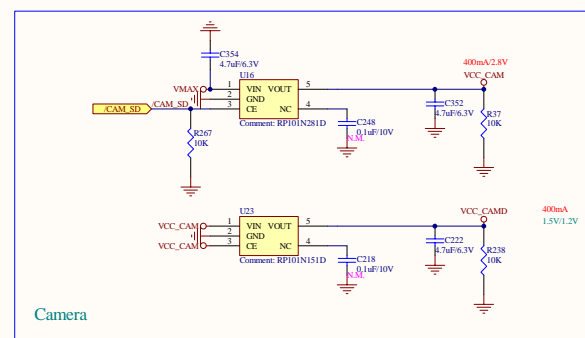 C354
4.7uF/6.3V
U16
VMAX
1
VIN
VOUT
5
2
GND
/CAM_SD
/CAM_SD
3
CE
NC
4
Comment: RP101N281D
R267
10K
C248
0.1uF/10V
N.M.
400mA/2.8V
VCC_CAM
C352
4.7uF/6.3V
R37
10K
U23
VCC_CAM
1
VIN
VOUT
5
2
GND
VCC_CAM
3
CE
NC
4
Comment: RP101N151D
C218
0.1uF/10V
N.M.
VCC_CAMD
400mA
1.5V/1.2V
C222
4.7uF/6.3V
R238
10K
Camera